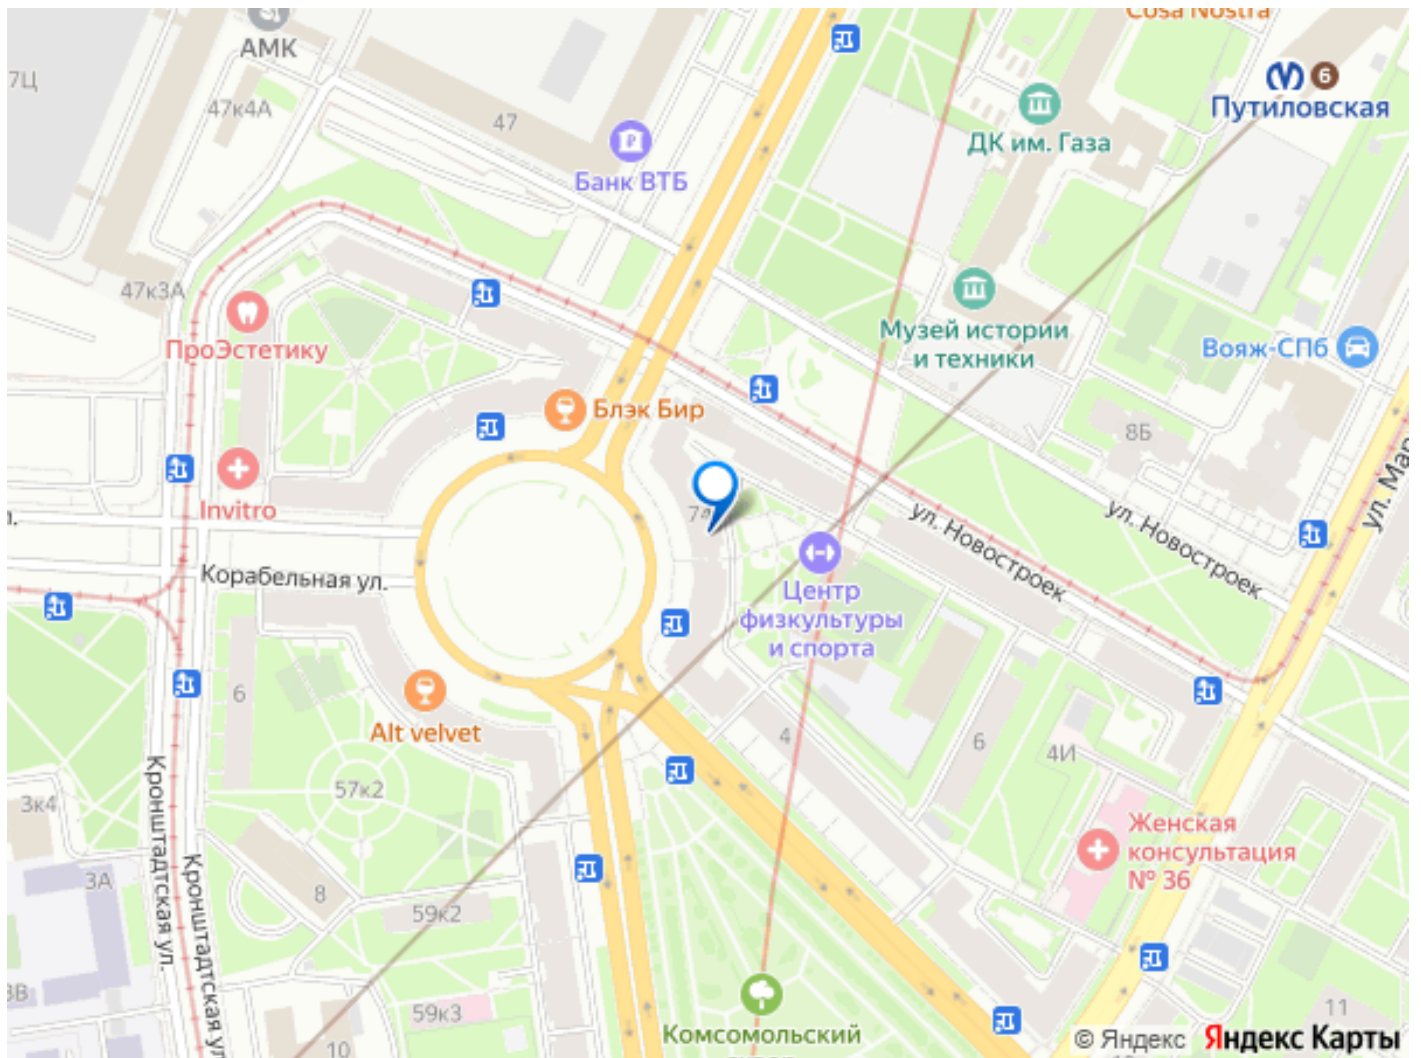 Cosa Nostra
АМК
7Ц
47к4А
47
6
Путиловская
ДК им. Газа
Банк ВТБ
47к3А
ПроЭстетику
Музей истории
и техники
Вояж-СПб
Блэк Бир
8Б
Invitro
74
ул. Новостроек
ул. Новостроек
Корабельная ул.
Центр
физкультуры
и спорта
6
Alt velvet
4
6
4И
57к2
3к4
Женская
консультация
№ 36
3А
8
59к2
Кронштадтская ул.
Кронштадтская ул.
59к3
11
10
Комсомольский
© Яндекс Яндекс Карты